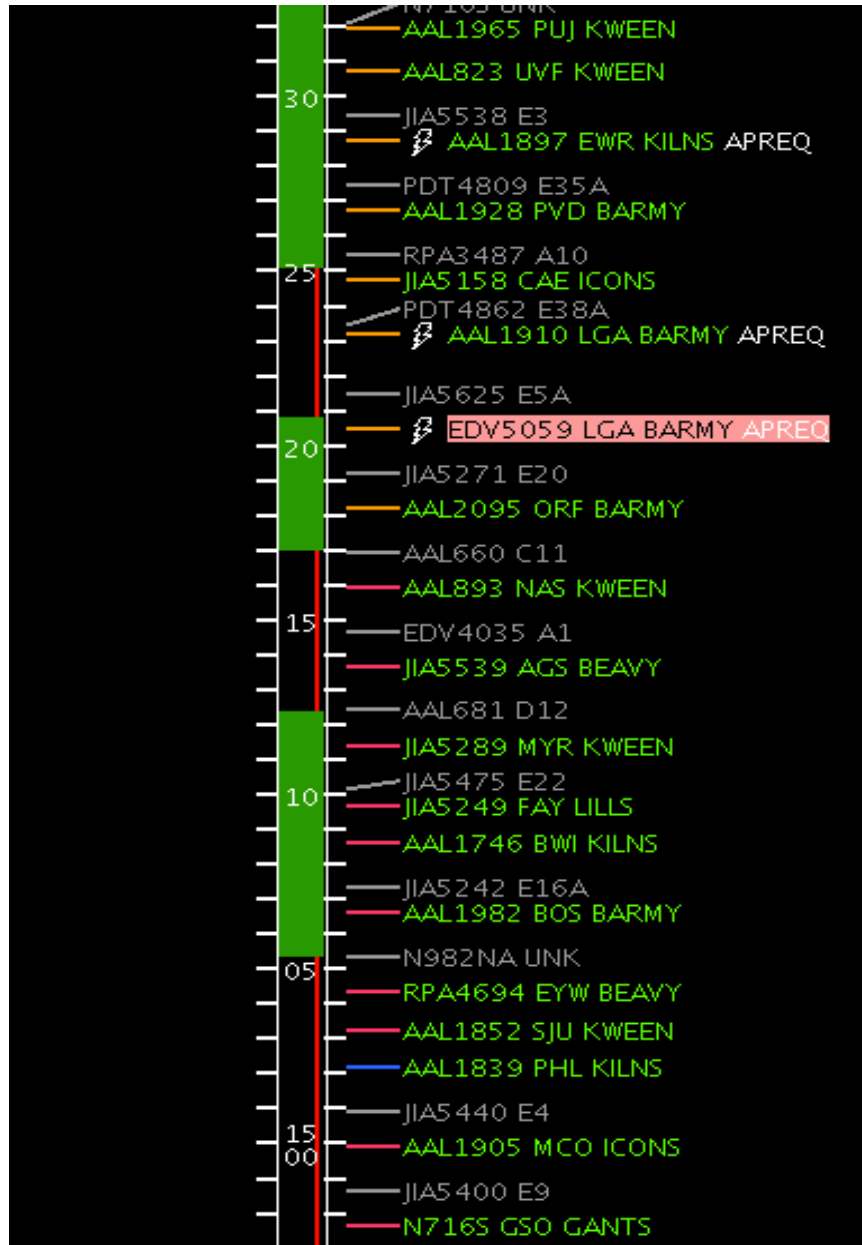 N7165 UNK
AAL1965 PUJ KWEEN
AAL823 UVF KWEEN
30
JIA5538 E3
AAL1897 EWR KILNS APREQ
PDT4809 E35A
AAL1928 PVD BARMY
RPA3487 A10
25
JIA5158 CAE ICONS
PDT4862 E38A
AAL1910 LGA BARMY APREQ
JIA5625 E5A
EDV5059 LGA BARMY APREQ
20
JIA5271 E20
AAL2095 ORF BARMY
AAL660 C11
AAL893 NAS KWEEN
15
EDV4035 A1
JIA5539 AGS BEAVY
AAL681 D12
JIA5289 MYR KWEEN
JIA5475 E22
10
JIA5249 FAY LILLS
AAL1746 BWI KILNS
JIA5242 E16A
AAL1982 BOS BARMY
N982NA UNK
05
RPA4694 EYW BEAVY
AAL1852 SJU KWEEN
AAL1839 PHL KILNS
JIA5440 E4
15
00
AAL1905 MCO ICONS
JIA5400 E9
N716S GSO GANTS